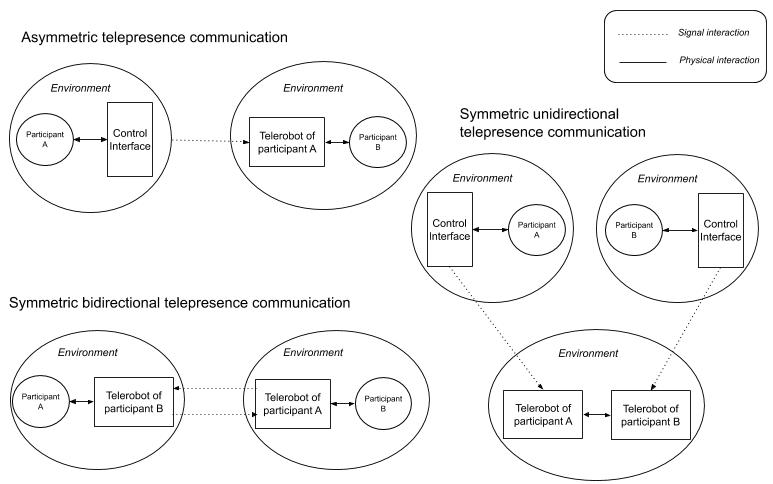 Asymmetric telepresence communication
Environment
Participant
A
Control
Interface
Environment
Telerobot of
participant A
Participant
B
Signal interaction
Physical interaction
Symmetric unidirectional
telepresence communication
Environment
Control
Interface
Participant
A
Environment
Participant
B
Control
Interface
Environment
Telerobot of
participant A
Telerobot of
participant B
Symmetric bidirectional telepresence communication
Environment
Participant
A
Telerobot of
participant B
Environment
Telerobot of
participant A
Participant
B